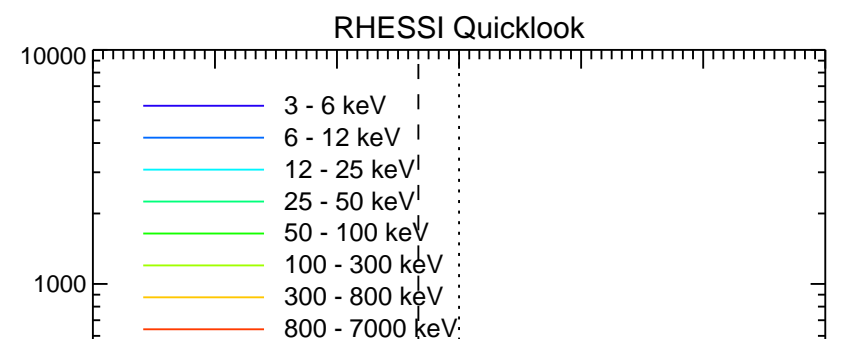 RHESSI Quicklook
10000
3 - 6 keV
6 - 12 keV
12 - 25 keV
25 - 50 keV
50 - 100 keV
100 - 300 keV
1000
300 - 800 keV
800 - 7000 keV